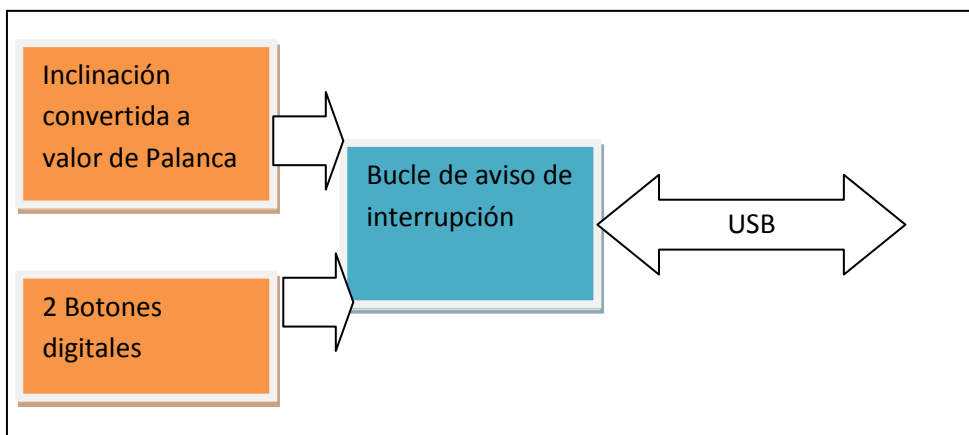 Inclinación
convertida a
valor de Palanca
Bucle de aviso de
interrupción
USB
2 Botones
digitales